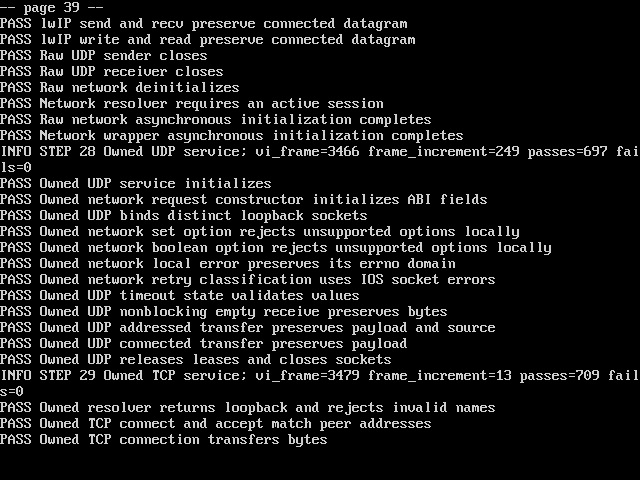 -- page 39 --
PASS lwIP send and recv preserve connected datagram
PASS lwIP write and read preserve connected datagram
PASS Raw UDP sender closes
PASS Raw UDP receiver closes
PASS Raw network deinitializes
PASS Network resolver requires an active session
PASS Raw network asynchronous initialization completes
PASS Network wrapper asynchronous initialization completes
INFO STEP 28 Owned UDP service; vi_frame=3466 frame_increment=249 passes=697 fai
ls=0
PASS Owned UDP service initializes
PASS Owned network request constructor initializes ABI fields
PASS Owned UDP binds distinct loopback sockets
PASS Owned network set option rejects unsupported options locally
PASS Owned network boolean option rejects unsupported options locally
PASS Owned network local error preserves its errno domain
PASS Owned network retry classification uses IOS socket errors
PASS Owned UDP timeout state validates values
PASS Owned UDP nonblocking empty receive preserves bytes
PASS Owned UDP addressed transfer preserves payload and source
PASS Owned UDP connected transfer preserves payload
PASS Owned UDP releases leases and closes sockets
INFO STEP 29 Owned TCP service; vi_frame=3479 frame_increment=13 passes=709 fail
s=0
PASS Owned resolver returns loopback and rejects invalid names
PASS Owned TCP connect and accept match peer addresses
PASS Owned TCP connection transfers bytes